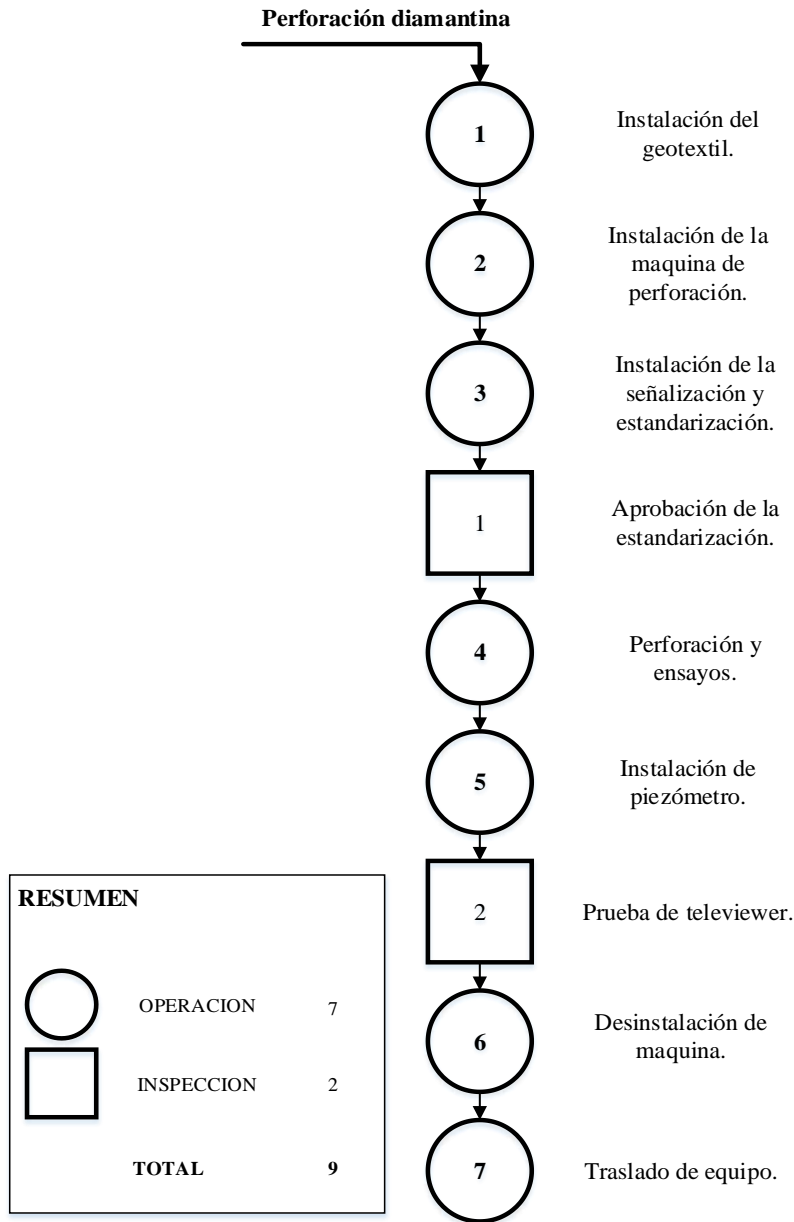 Perforación diamantina
1
Instalación del
geotextil.
2
Instalación de la
maquina de
perforación.
3
Instalación de la
señalización y
estandarización.
1
Aprobación de la
estandarización.
4
Perforación y
ensayos.
5
Instalación de
piezómetro.
2
Prueba de televiewer.
6
Desinstalación de
maquina.
7
Traslado de equipo.
RESUMEN
OPERACION 7
INSPECCION 2
TOTAL 9